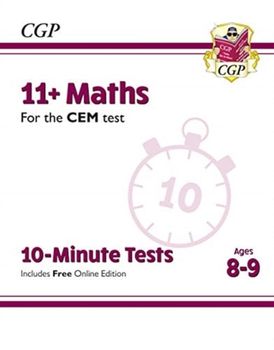 CGP
CGP
11+ Maths
For the CEM test
10
10-Minute Tests
Includes Free Online Edition
Ages
8-9